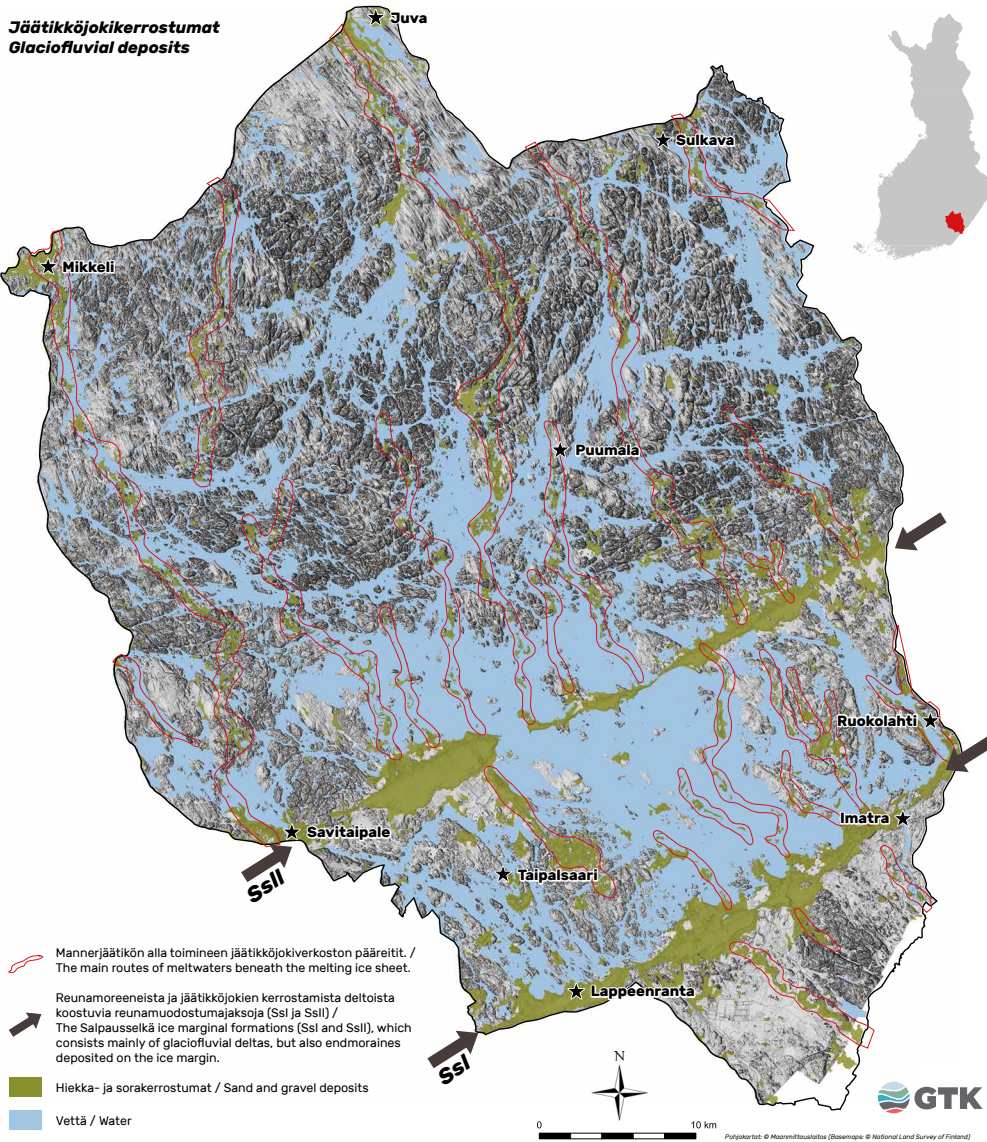 Jäätikköjokikerrostumat
Glaciofluvial deposits
Juva
Sulkava
Mikkeli
Puumala
Ruokolahti
Imatra
Savitaipale
SsII
Taipalsaari
Lappeenranta
SsI
Mannerjäätikön alla toimineen jäätikköjokiverkoston pääreitit. /
The main routes of meltwaters beneath the melting ice sheet.
Reunamoreeneista ja jäätikköjokien kerrostamista deltoista
koostuvia reunamuodostumajaksoja (SsI ja SsII) /
The Salpausselkä ice marginal formations (SsI and SsII), which
consists mainly of glaciofluvial deltas, but also endmoraines
deposited on the ice margin.
Hiekka- ja sorakerrostumat / Sand and gravel deposits
Vettä / Water
N
0 10 km
GTK
Pohjakartat: © Maanmittauslaitos (Basemaps: © National Land Survey of Finland)